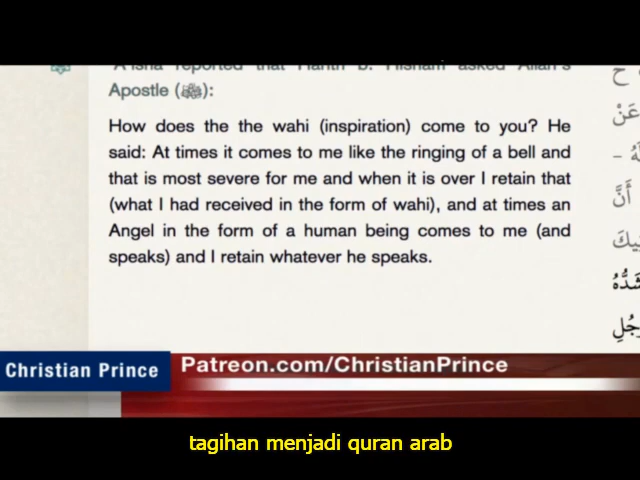 A'isha reported that Harith b. Hisham asked Allah's
Apostle (ﷺ):
How does the the wahi (inspiration) come to you? He
said: At times it comes to me like the ringing of a bell and
that is most severe for me and when it is over I retain that
(what I had received in the form of wahi), and at times an
Angel in the form of a human being comes to me (and
speaks) and I retain whatever he speaks.
عَنْ
أَنَّ
Christian Prince
Patreon.com/ChristianPrince
tagihan menjadi quran arab